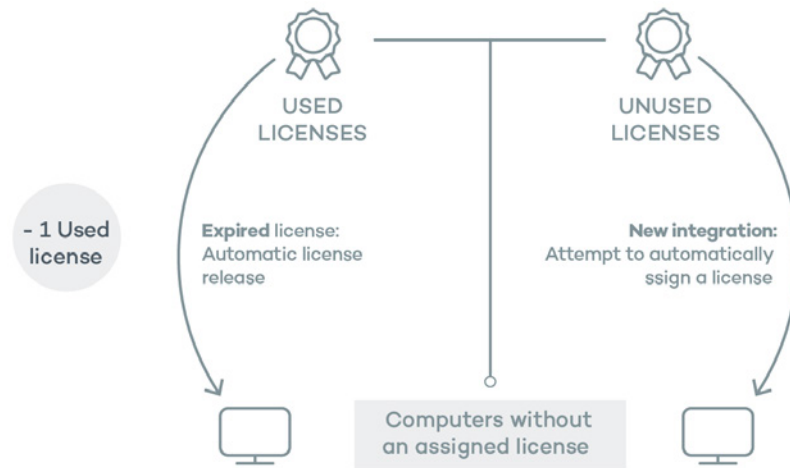 USED
LICENSES
UNUSED
LICENSES
- 1 Used
license
Expired license:
Automatic license
release
New integration:
Attempt to automatically
ssign a license
Computers without
an assigned license